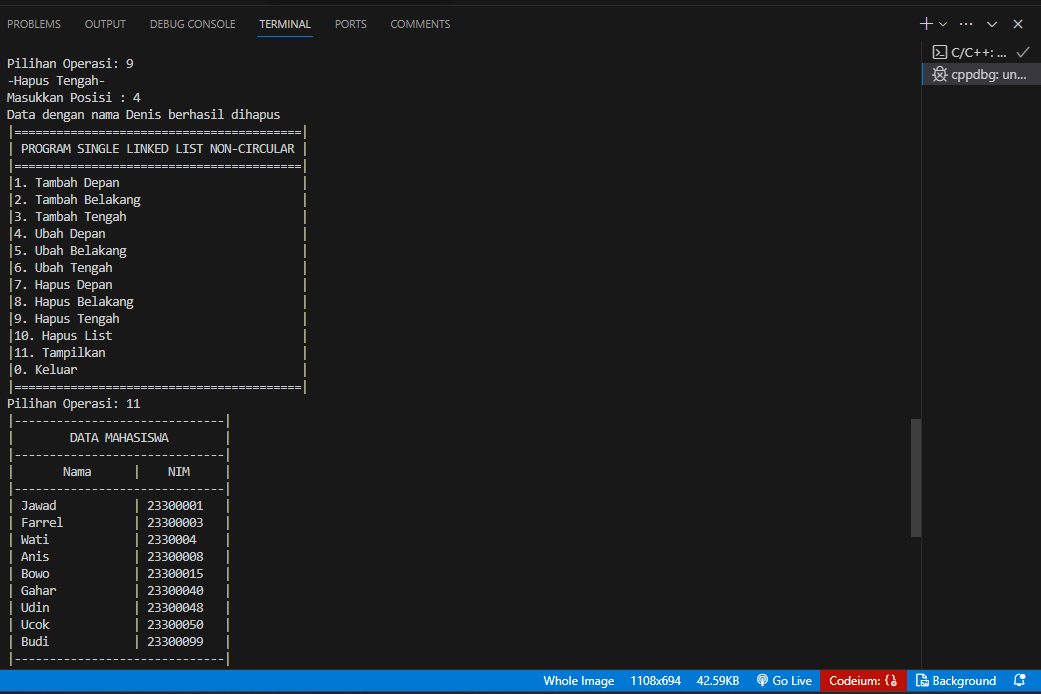 PROBLEMS OUTPUT DEBUG CONSOLE TERMINAL PORTS COMMENTS
C/C++: ...
cppdbg: un...
Pilihan Operasi: 9
-Hapus Tengah-
Masukkan Posisi : 4
Data dengan nama Denis berhasil dihapus
|=========================================|
| PROGRAM SINGLE LINKED LIST NON-CIRCULAR |
|=========================================|
|1. Tambah Depan |
|2. Tambah Belakang |
|3. Tambah Tengah |
|4. Ubah Depan |
|5. Ubah Belakang |
|6. Ubah Tengah |
|7. Hapus Depan |
|8. Hapus Belakang |
|9. Hapus Tengah |
|10. Hapus List |
|11. Tampilkan |
|0. Keluar |
|=========================================|
Pilihan Operasi: 11
|------------------------------|
| DATA MAHASISWA |
|------------------------------|
| Nama | NIM |
|------------------------------|
| Jawad | 23300001 |
| Farrel | 23300003 |
| Wati | 2330004 |
| Anis | 23300008 |
| Bowo | 23300015 |
| Gahar | 23300040 |
| Udin | 23300048 |
| Ucok | 23300050 |
| Budi | 23300099 |
|------------------------------|
Whole Image 1108x694 42.59KB Go Live Codeium: {} Background